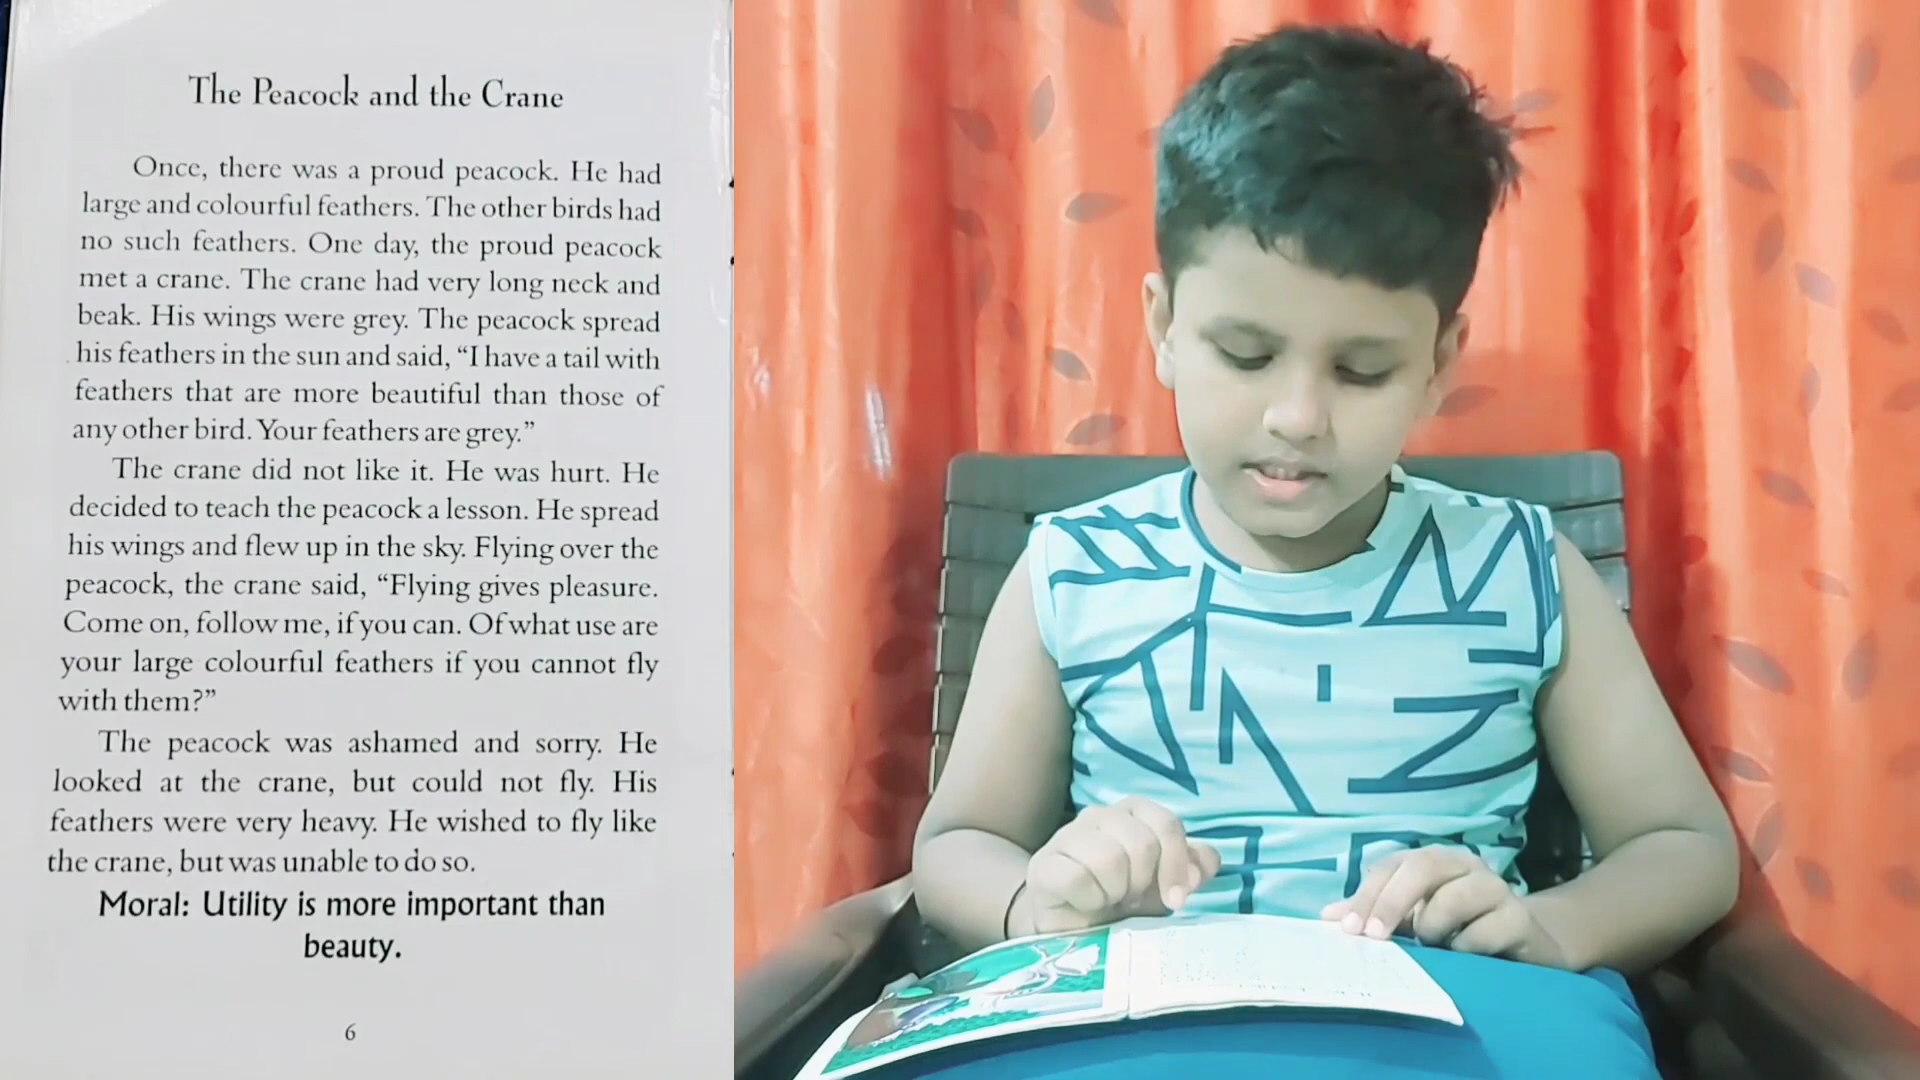 The Peacock and the Crane
Once, there was a proud peacock. He had
large and colourful feathers. The other birds had
no such feathers. One day, the proud peacock
met a crane. The crane had very long neck and
beak. His wings were grey. The peacock spread
his feathers in the sun and said, “I have a tail with
feathers that are more beautiful than those of
any other bird. Your feathers are grey.”
The crane did not like it. He was hurt. He
decided to teach the peacock a lesson. He spread
his wings and flew up in the sky. Flying over the
peacock, the crane said, “Flying gives pleasure.
Come on, follow me, if you can. Of what use are
your large colourful feathers if you cannot fly
with them?”
The peacock was ashamed and sorry. He
looked at the crane, but could not fly. His
feathers were very heavy. He wished to fly like
the crane, but was unable to do so.
Moral: Utility is more important than
beauty.
6